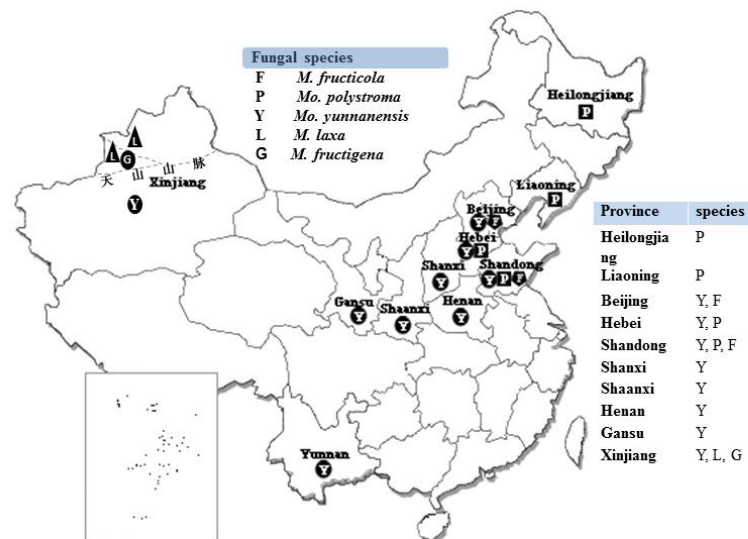 Fungal species
F M. fructicola
P Mo. polystroma
Y Mo. yunnanensis
L M. laxa
G M. fructigena
Heilongjiang
P
L
L
G
天 山 山 脉
Xinjiang
Y
Liaoning
P
Beijing
Y F
Hebei
Y P
Shanxi
Y
Shandong
Y P F
Gansu
Y
Shaanxi
Y
Henan
Y
Yunnan
Y
Province species
Heilongjia P
ng
Liaoning P
Beijing Y, F
Hebei Y, P
Shandong Y, P, F
Shanxi Y
Shaanxi Y
Henan Y
Gansu Y
Xinjiang Y, L, G